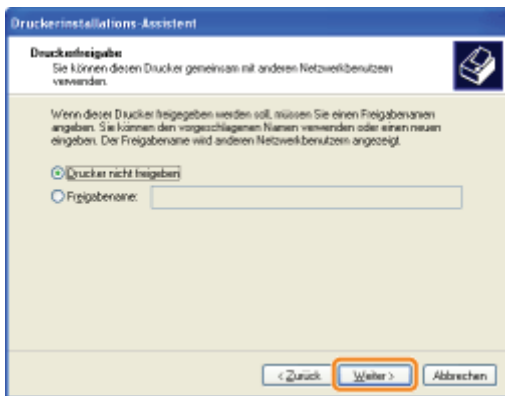 Druckerinstallations-Assistent
Druckerfreigabe
Sie können diesen Drucker gemeinsam mit anderen Netzwerkbenutzern
verwenden.
Wenn dieser Drucker freigegeben werden soll, müssen Sie einen Freigabenamen
angeben. Sie können den vorgeschlagenen Namen verwenden oder einen neuen
eingeben. Der Freigabename wird anderen Netzwerkbenutzern angezeigt.
Drucker nicht freigeben
Freigabename:
< Zurück Weiter > Abbrechen